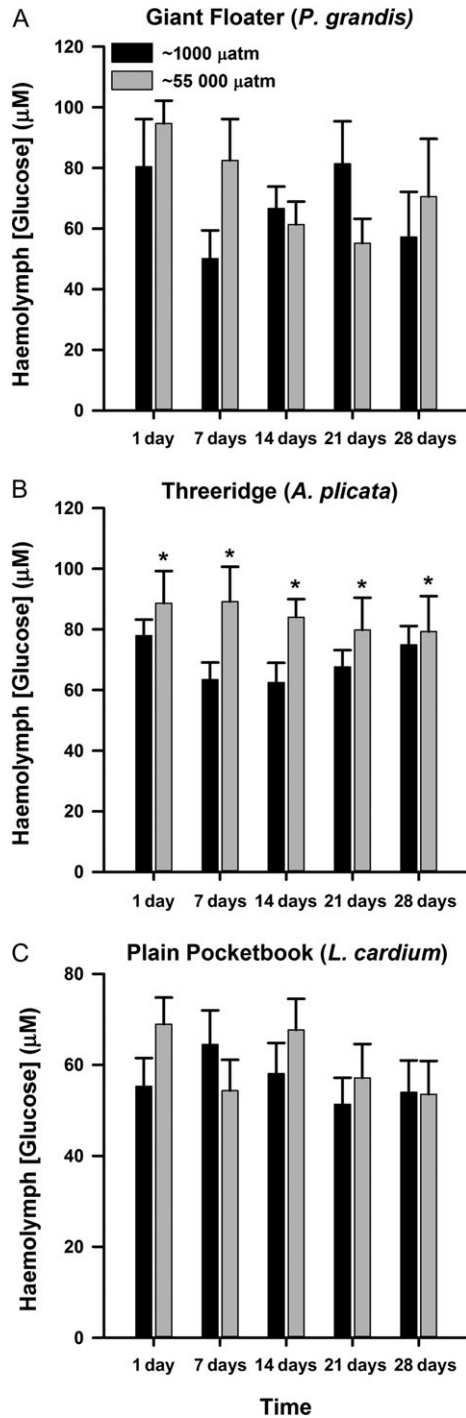 A
Giant Floater (P. grandis)
Haemolymph [Glucose] (μM)
120
100
80
60
40
20
0
~1000 μatm
~55 000 μatm
1 day 7 days 14 days 21 days 28 days
B
Threeridge (A. plicata)
Haemolymph [Glucose] (μM)
120
100
80
60
40
20
0
* * * * *
1 day 7 days 14 days 21 days 28 days
C
Plain Pocketbook (L. cardium)
Haemolymph [Glucose] (μM)
80
60
40
20
0
1 day 7 days 14 days 21 days 28 days
Time